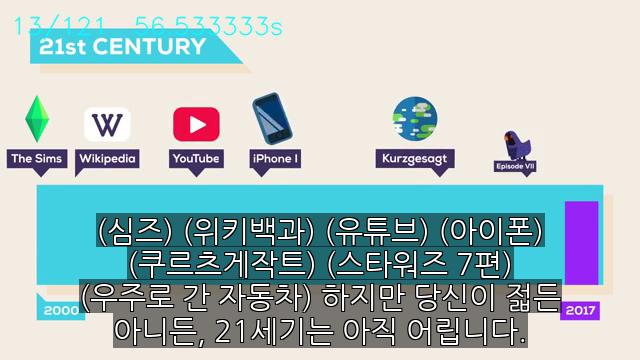 13/121 56.533333s
21st CENTURY
The Sims
Wikipedia
YouTube
iPhone I
Kurzgesagt
Episode VII
(심즈) (위키백과) (유튜브) (아이폰)
(쿠르츠게작트) (스타워즈 7편)
(우주로 간 자동차) 하지만 당신이 젊든
아니든, 21세기는 아직 어립니다.
2000
2017